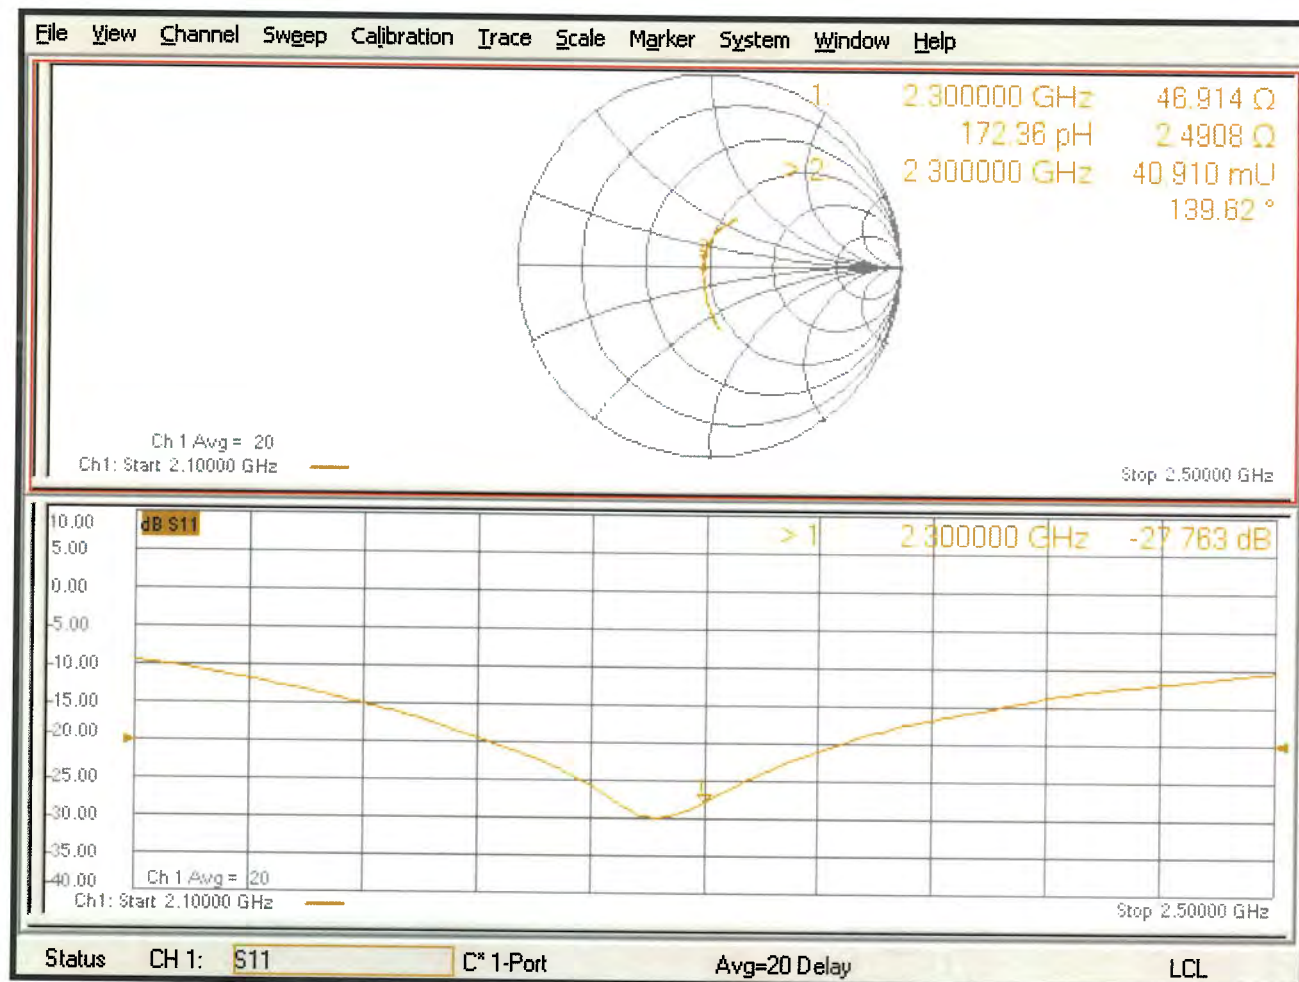 File View Channel Sweep Calibration Trace Scale Marker System Window Help
1: 2.300000 GHz 46.914 Ω
172.36 pH 2.4908 Ω
> 2: 2.300000 GHz 40.910 mU
139.62 °
Ch 1 Avg = 20
Ch1: Start 2.10000 GHz
Stop 2.50000 GHz
10.00
dB S11
> 1: 2.300000 GHz -27.763 dB
5.00
0.00
-5.00
-10.00
-15.00
-20.00
-25.00
-30.00
-35.00
-40.00
Ch 1 Avg = 20
Ch1: Start 2.10000 GHz
Stop 2.50000 GHz
Status CH 1: S11 C* 1-Port Avg=20 Delay LCL